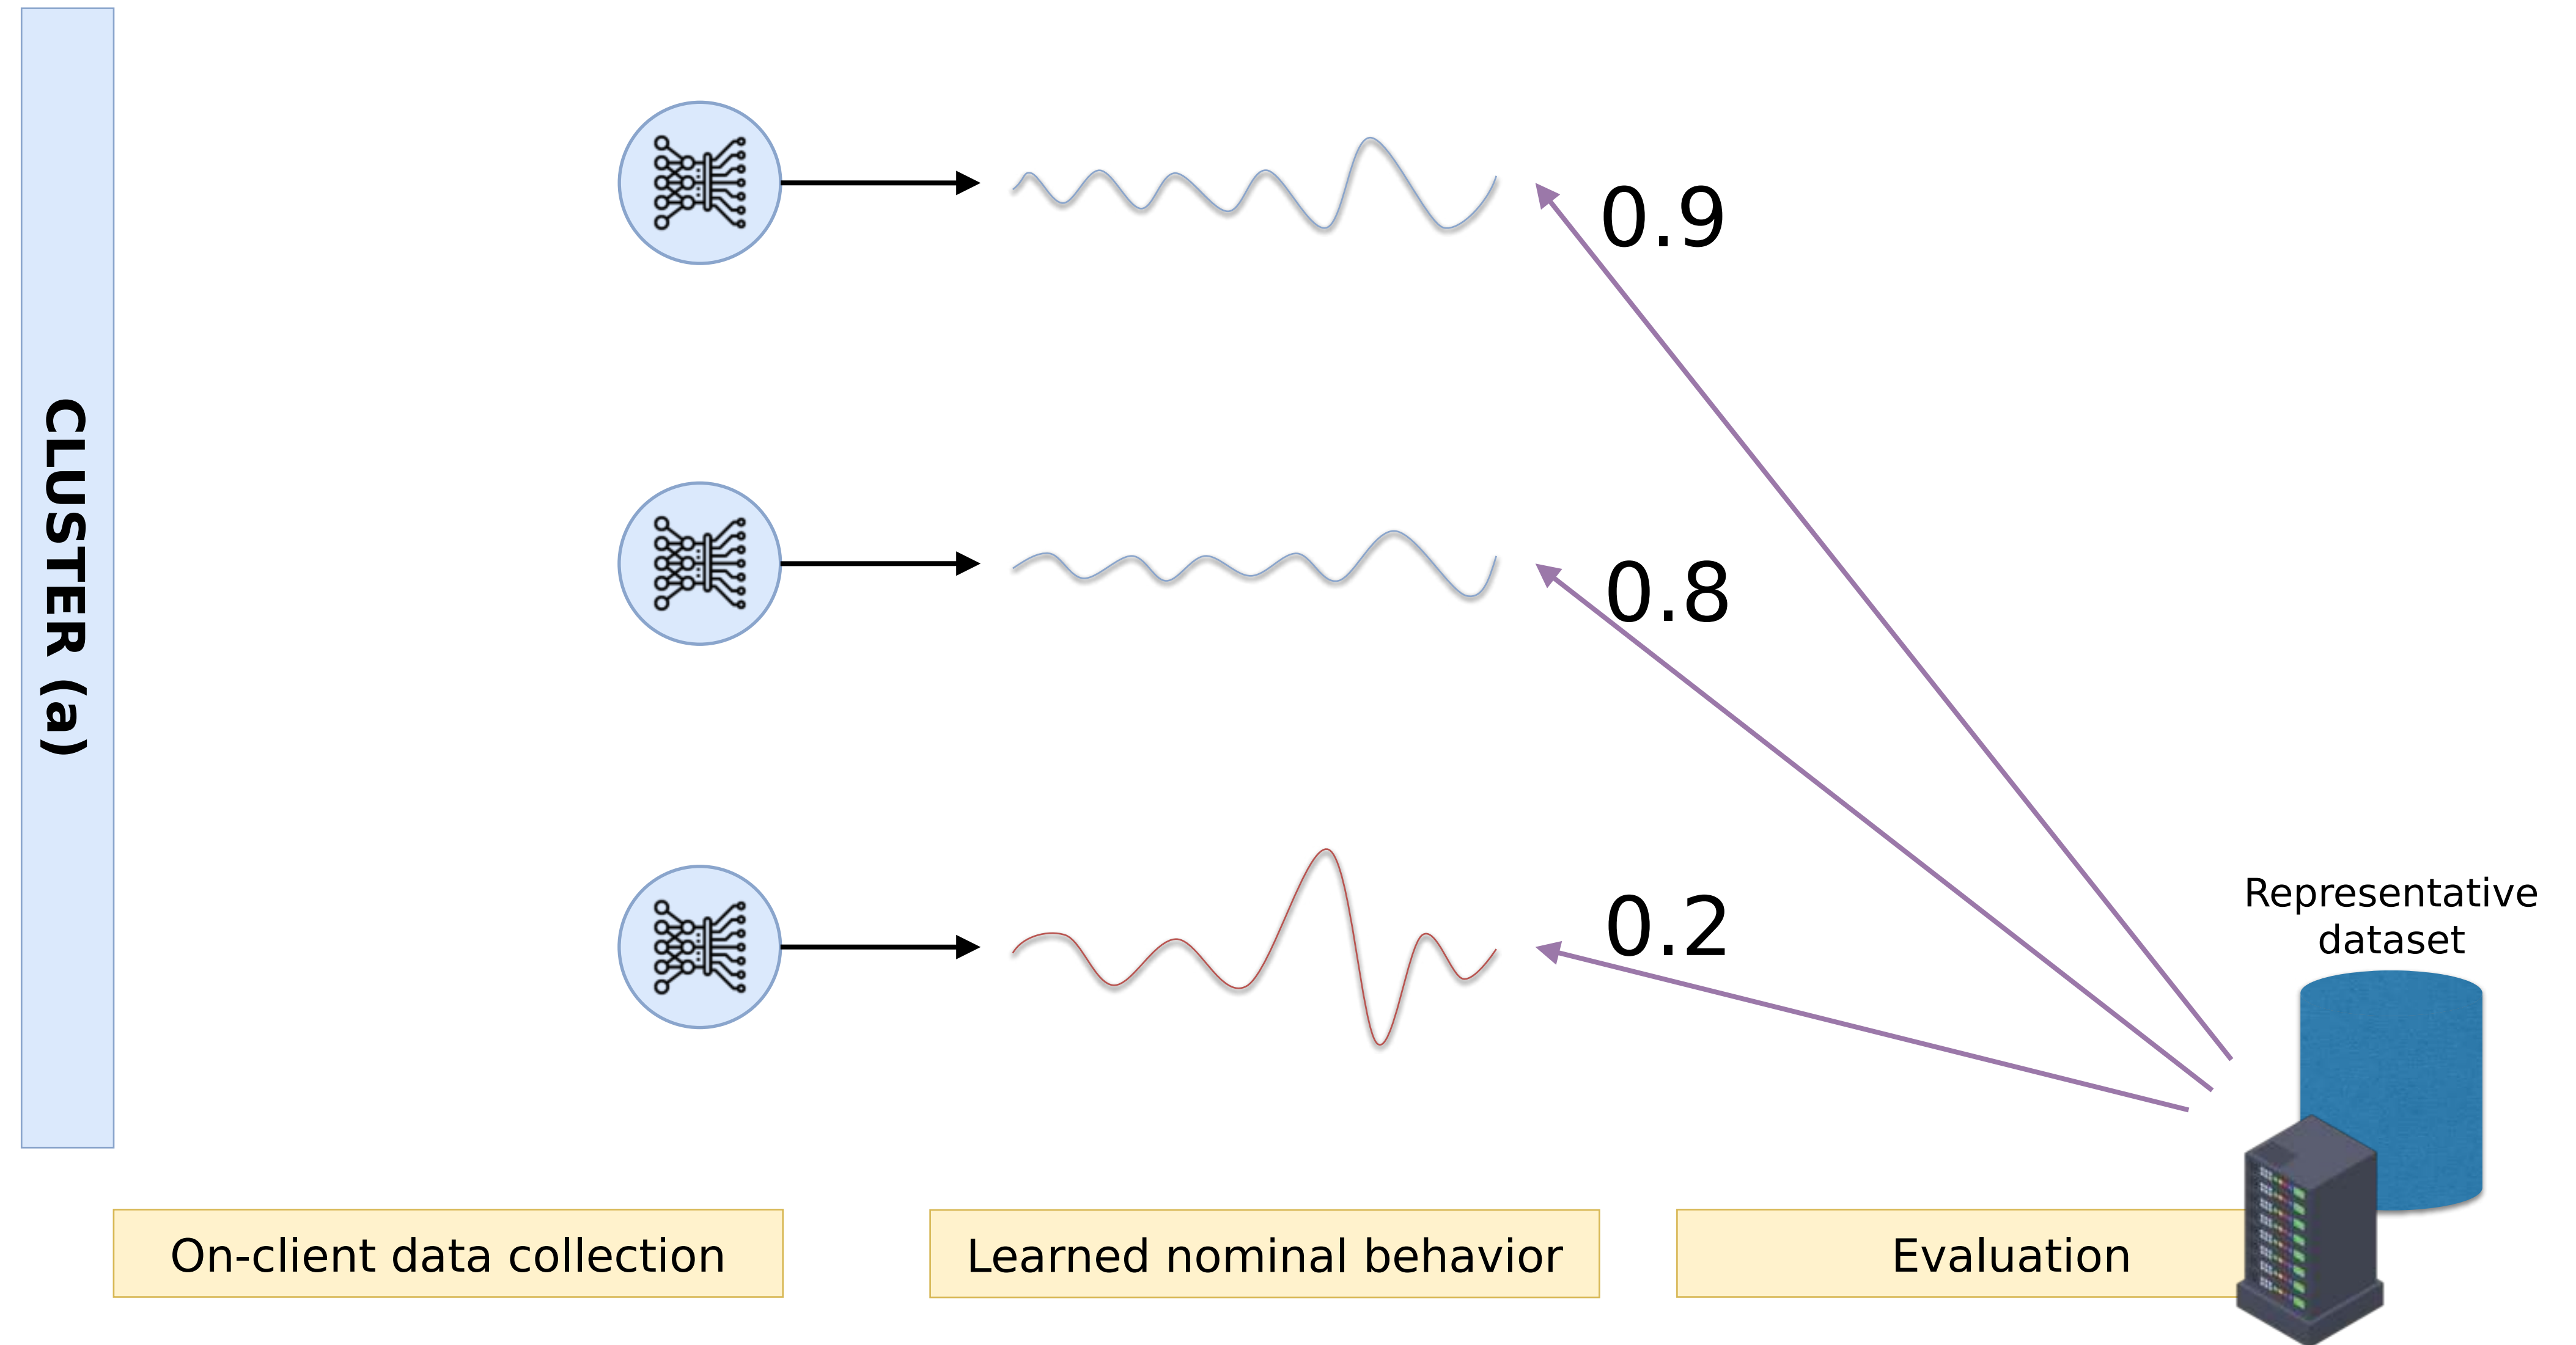 CLUSTER (a)
0.9
0.8
0.2
Representative
dataset
On-client data collection
Learned nominal behavior
Evaluation